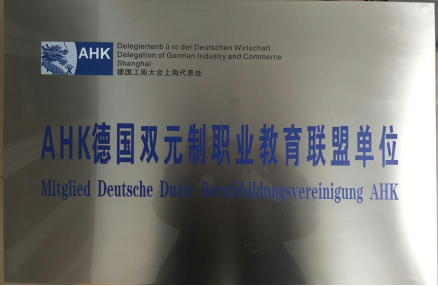 AHK
Delegiertenb ü ro der Deutschen Wirtschaft
Delegation of German Industry and Commerce
Shanghai
德国工商大会上海代表处
AHK德国双元制职业教育联盟单位
Mitglied Deutsche Duale Berufsbildungsvereinigung AHK